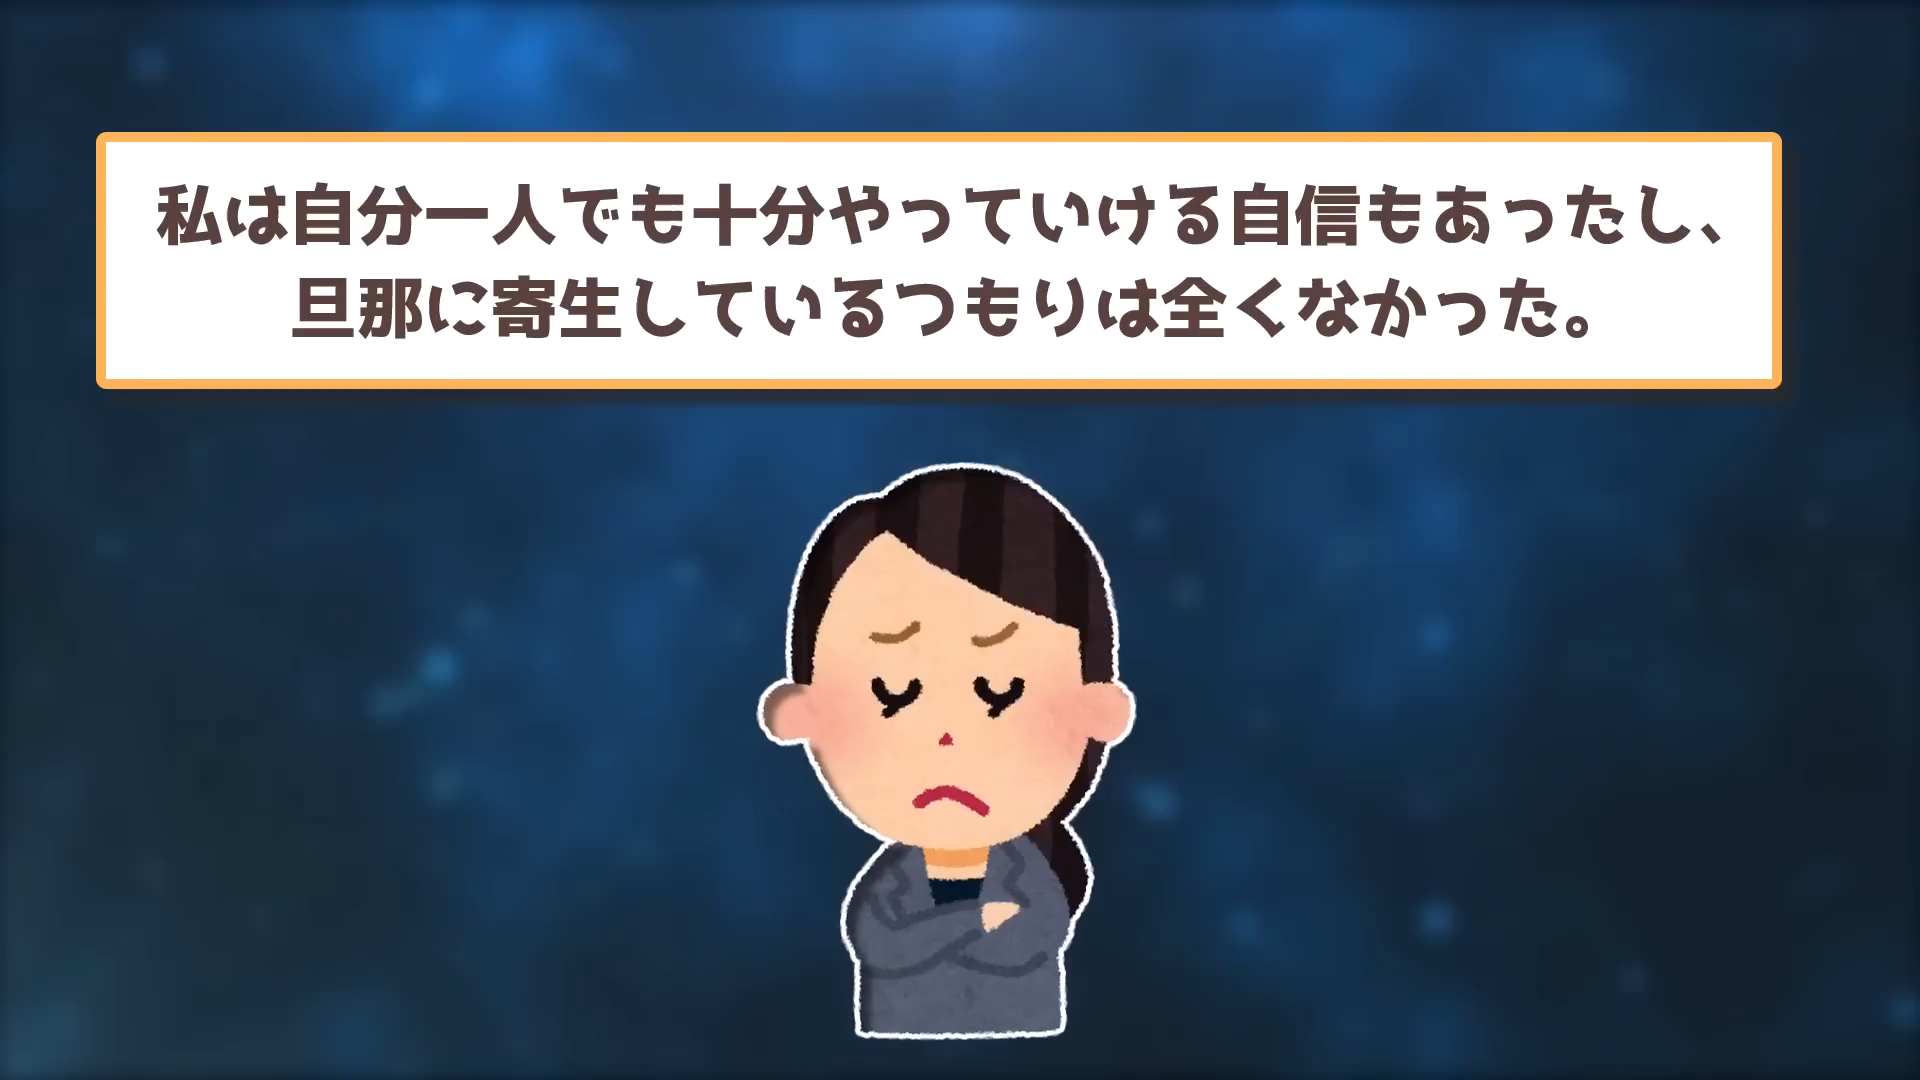 私は自分一人でも十分やっていける自信もあったし、
旦那に寄生しているつもりは全くなかった。